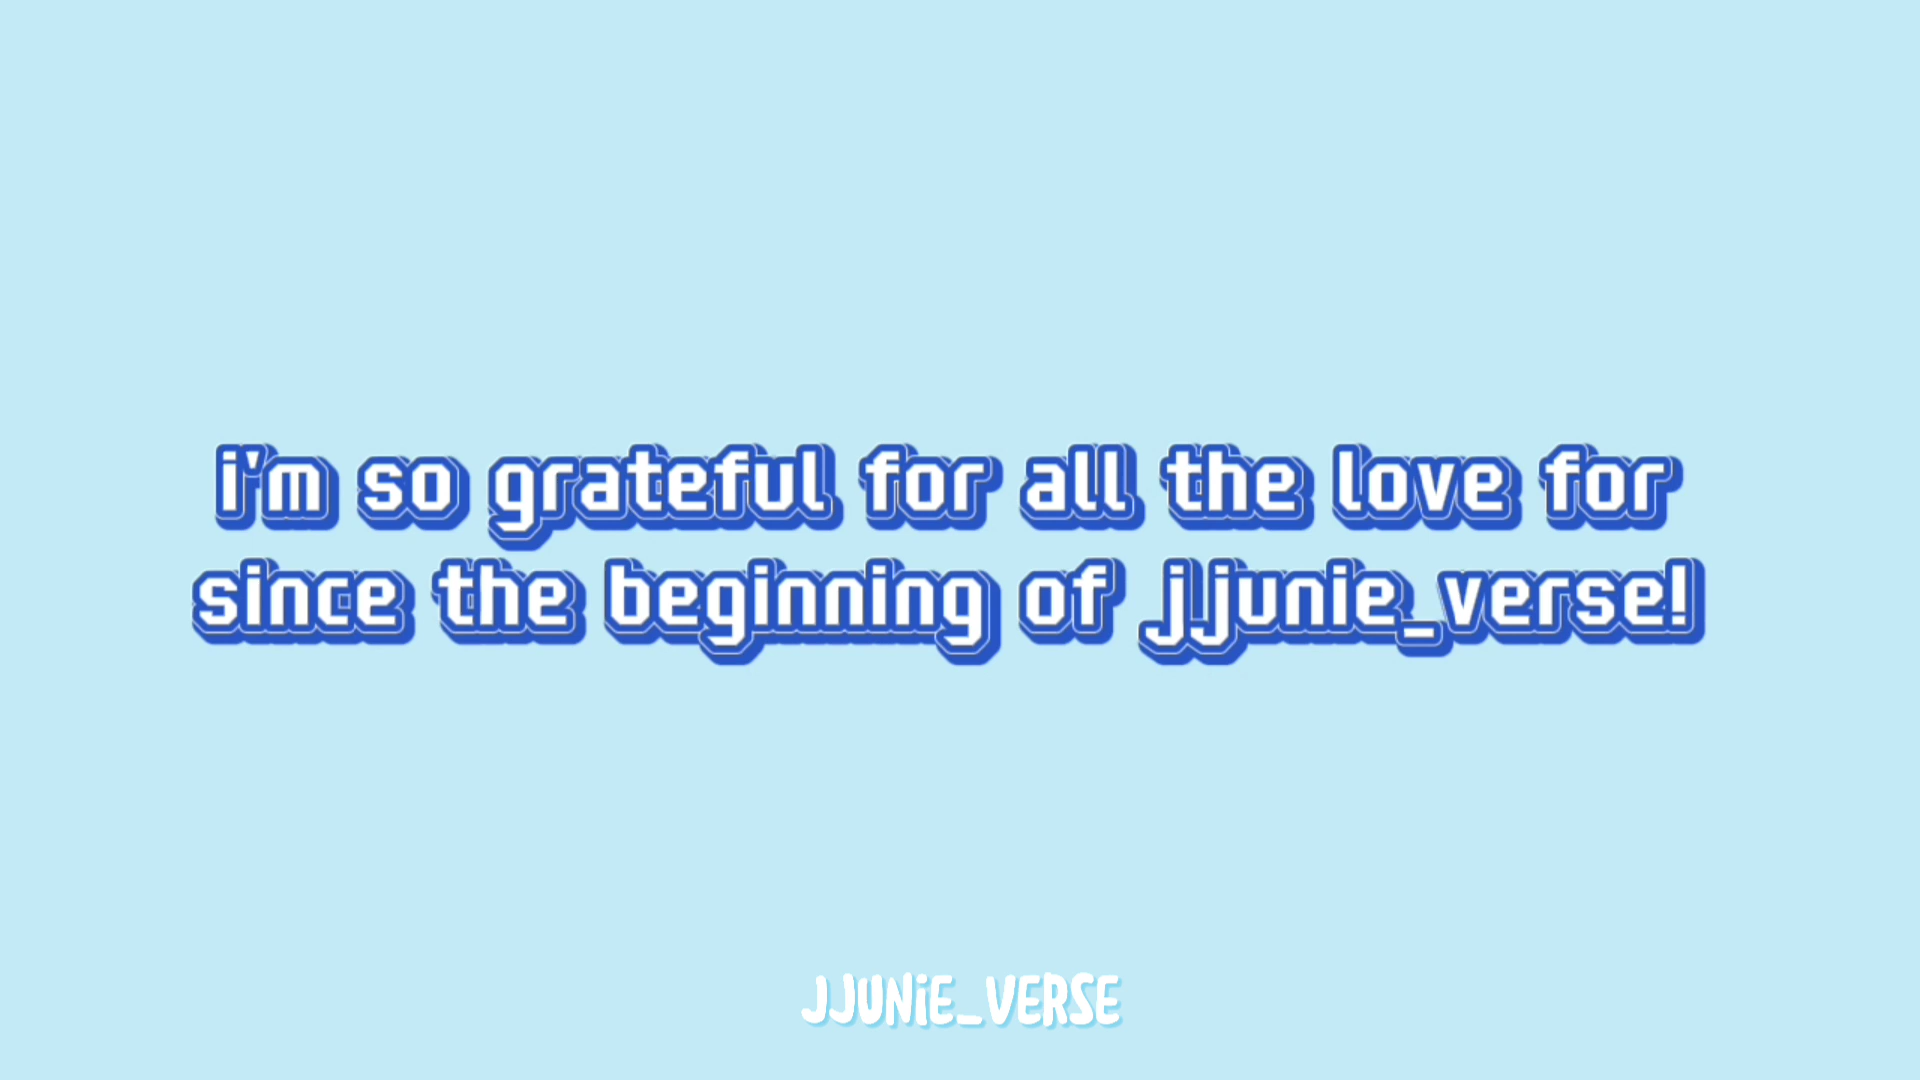 i'm so grateful for all the love for
since the beginning of jjunie_verse!
JJUNiE_VERSE